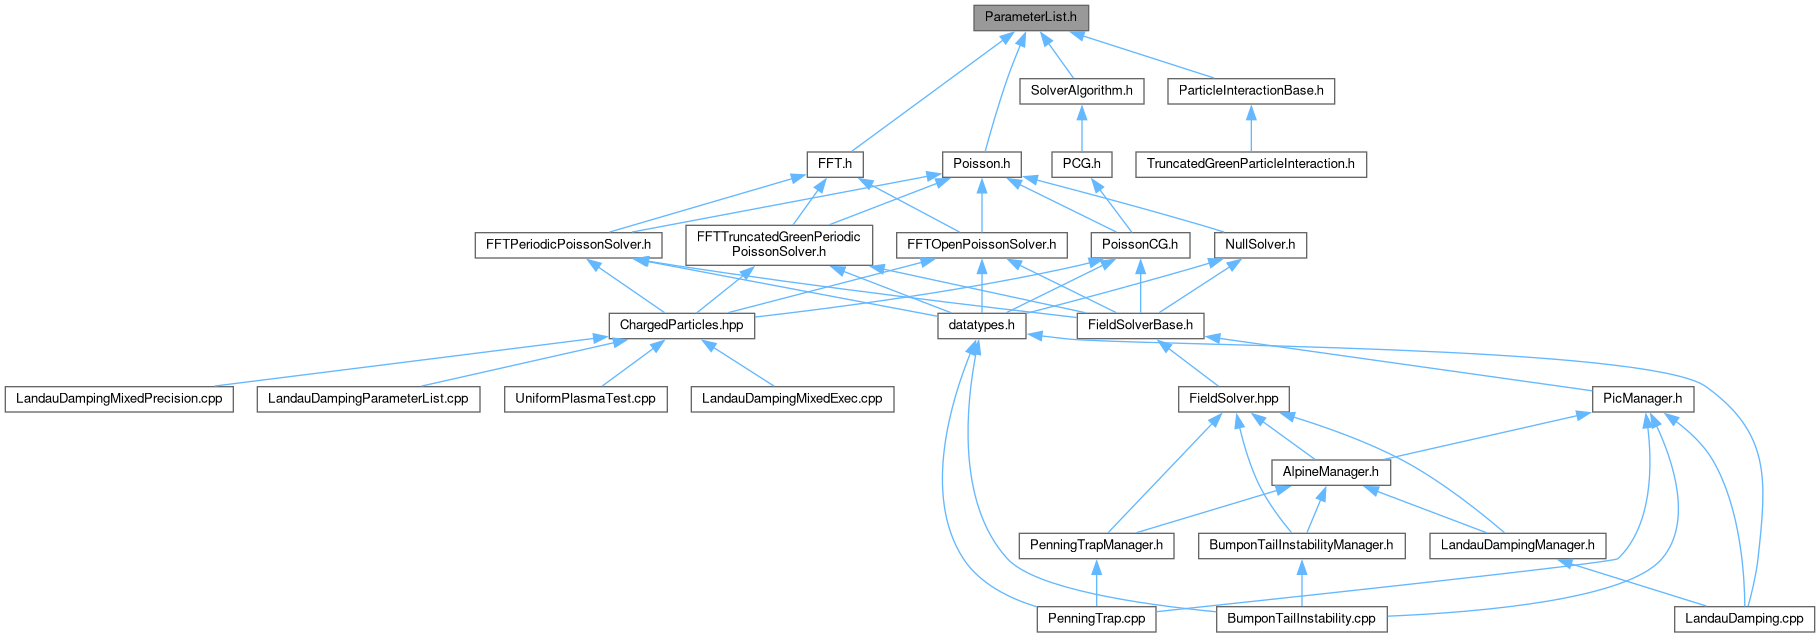 ParameterList.h
SolverAlgorithm.h
ParticleInteractionBase.h
FFT.h
Poisson.h
PCG.h
TruncatedGreenParticleInteraction.h
FFTPeriodicPoissonSolver.h
FFTTruncatedGreenPeriodic
PoissonSolver.h
FFTOpenPoissonSolver.h
PoissonCG.h
NullSolver.h
ChargedParticles.hpp
datatypes.h
FieldSolverBase.h
LandauDampingMixedPrecision.cpp
LandauDampingParameterList.cpp
UniformPlasmaTest.cpp
LandauDampingMixedExec.cpp
FieldSolver.hpp
PicManager.h
AlpineManager.h
PenningTrapManager.h
BumponTailInstabilityManager.h
LandauDampingManager.h
PenningTrap.cpp
BumponTailInstability.cpp
LandauDamping.cpp